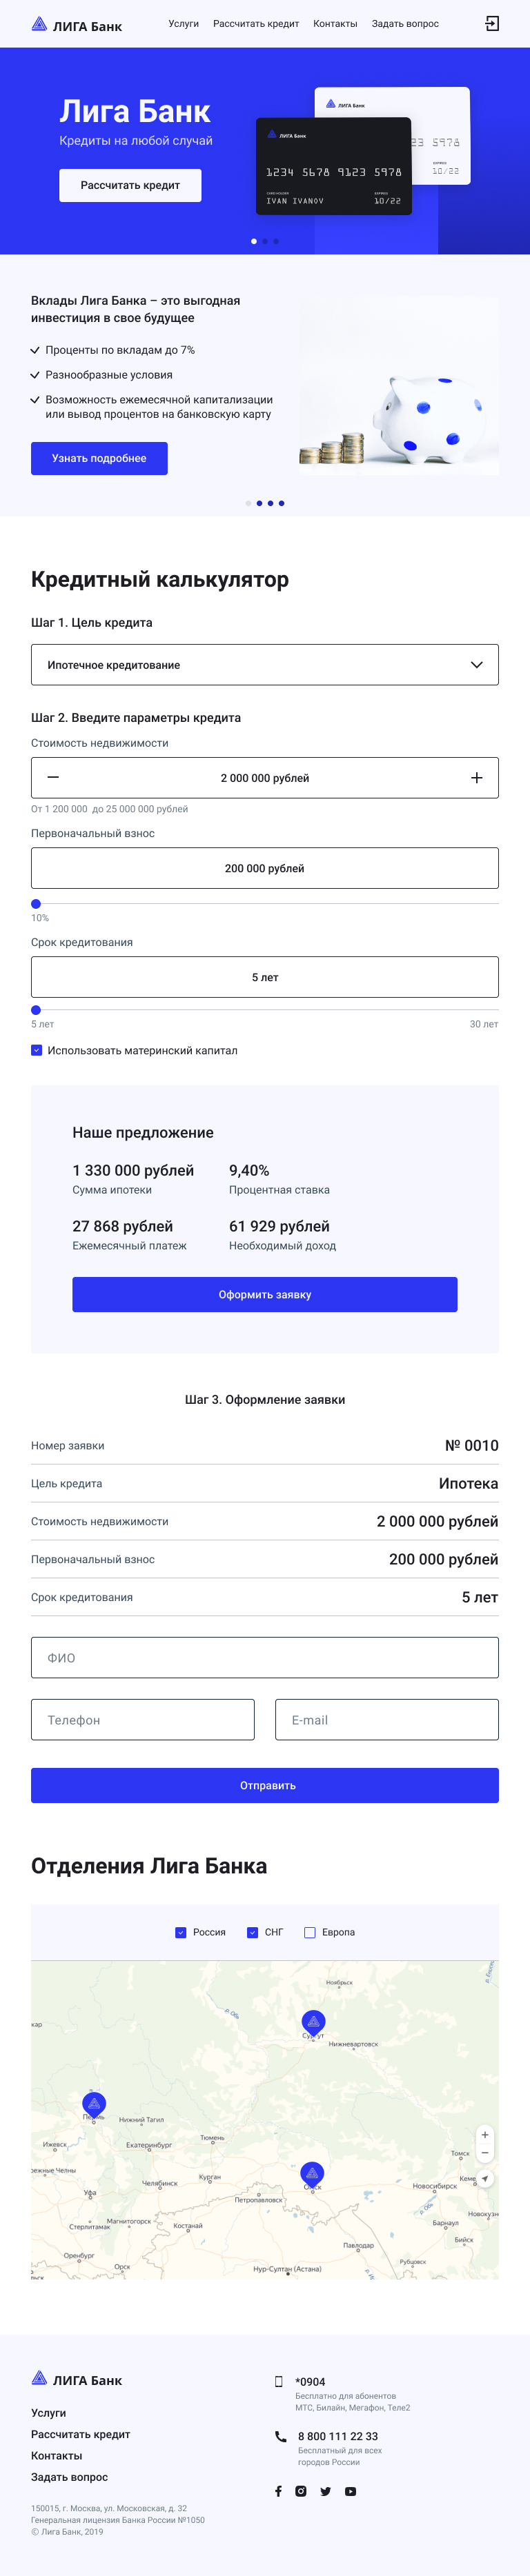 ЛИГА Банк
Услуги Рассчитать кредит Контакты Задать вопрос
Лига Банк
Кредиты на любой случай
Рассчитать кредит
ЛИГА Банк
23 5978
10/22
ЛИГА Банк
1234 5678 9123 5978
IVAN IVANOV
10/22
Вклады Лига Банка – это выгодная
инвестиция в свое будущее
Проценты по вкладам до 7%
Разнообразные условия
Возможность ежемесячной капитализации
или вывод процентов на банковскую карту
Узнать подробнее
Кредитный калькулятор
Шаг 1. Цель кредита
Ипотечное кредитование
Шаг 2. Введите параметры кредита
Стоимость недвижимости
2 000 000 рублей
От 1 200 000 до 25 000 000 рублей
Первоначальный взнос
200 000 рублей
10%
Срок кредитования
5 лет
5 лет 30 лет
Использовать материнский капитал
Наше предложение
1 330 000 рублей 9,40%
Сумма ипотеки Процентная ставка
27 868 рублей 61 929 рублей
Ежемесячный платеж Необходимый доход
Оформить заявку
Шаг 3. Оформление заявки
Номер заявки № 0010
Цель кредита Ипотека
Стоимость недвижимости 2 000 000 рублей
Первоначальный взнос 200 000 рублей
Срок кредитования 5 лет
ФИО
Телефон E-mail
Отправить
Отделения Лига Банка
Россия СНГ Европа
Ноябрьск
р. Обь
Нижневартовск
Нижний Тагил
Ижевск
Екатеринбург
Тюмень
Томск
режные Челны
Уфа
Челябинск
Курган
Петропавловск
Новосибирск
р. Обь
Кеме
Новокузн
Стерлитамак
Магнитогорск
Костанай
Барнаул
Бийск
Оренбург
Орск
Нур-Султан (Астана)
Павлодар
Рубцовск
ЛИГА Банк
Услуги
Рассчитать кредит
Контакты
Задать вопрос
150015, г. Москва, ул. Московская, д. 32
Генеральная лицензия Банка России №1050
© Лига Банк, 2019
*0904
Бесплатно для абонентов
МТС, Билайн, Мегафон, Теле2
8 800 111 22 33
Бесплатный для всех
городов России